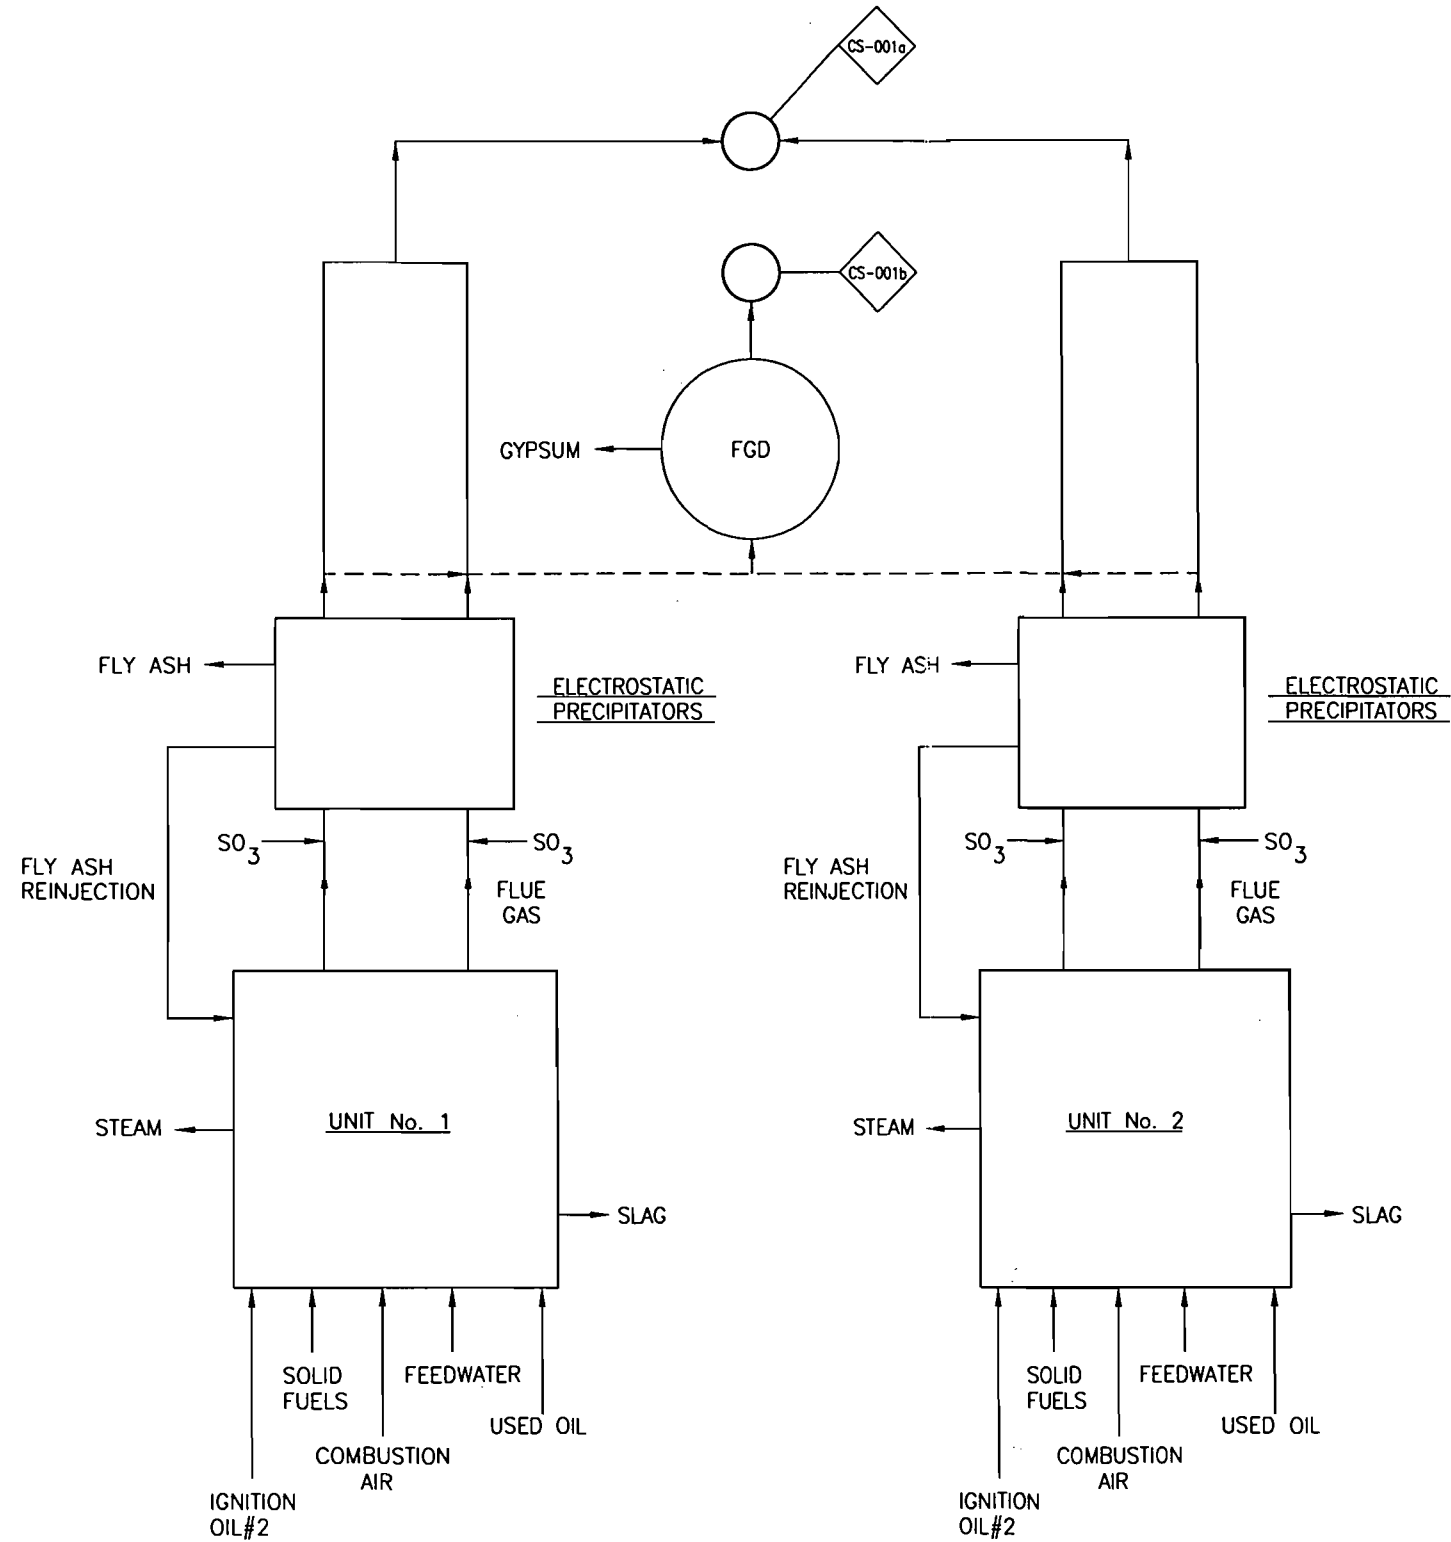 CS-001a
CS-001b
GYPSUM
FGD
FLY ASH
ELECTROSTATIC
PRECIPITATORS
FLY ASH
ELECTROSTATIC
PRECIPITATORS
SO3
SO3
FLY ASH
REINJECTION
FLUE
GAS
SO3
SO3
FLY ASH
REINJECTION
FLUE
GAS
STEAM
UNIT No. 1
SLAG
STEAM
UNIT No. 2
SLAG
SOLID
FUELS
FEEDWATER
USED OIL
COMBUSTION
AIR
IGNITION
OIL#2
SOLID
FUELS
FEEDWATER
USED OIL
COMBUSTION
AIR
IGNITION
OIL#2